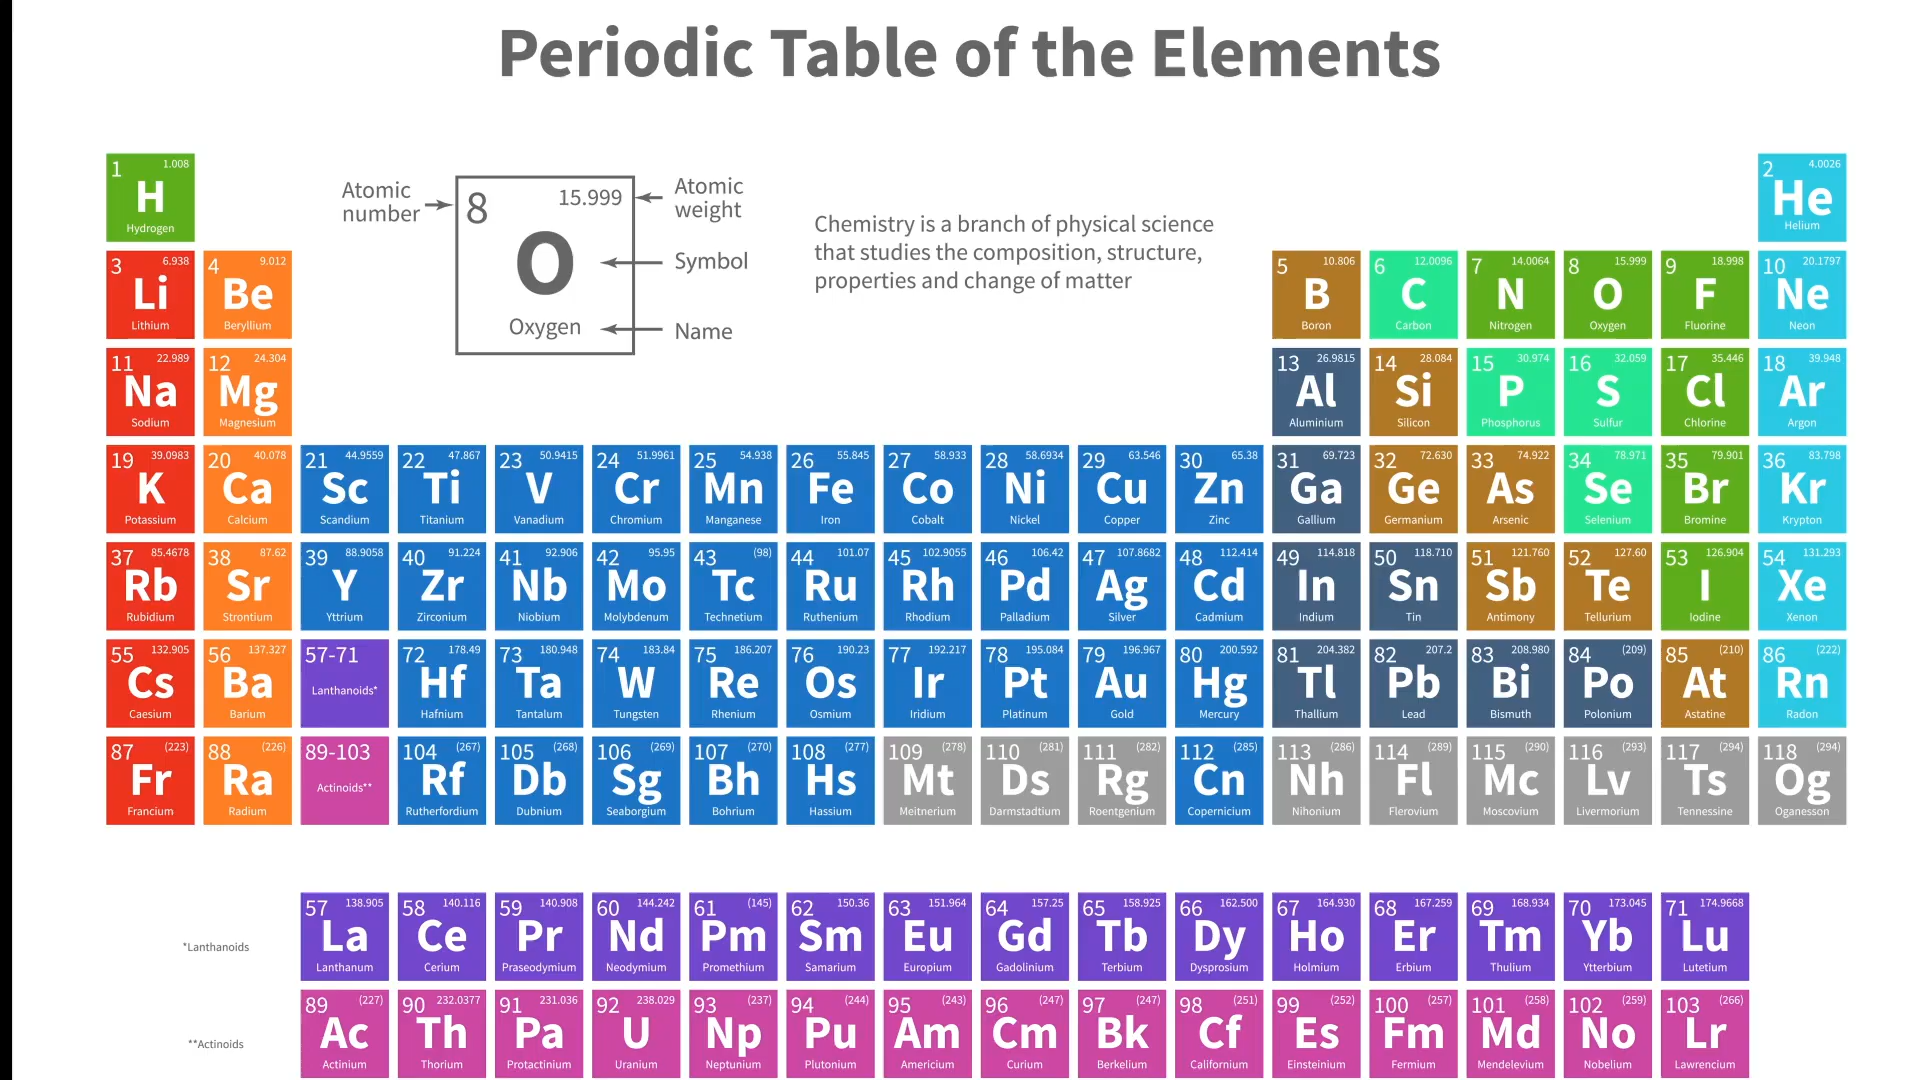 Periodic Table of the Elements
1 1.008
H
Hydrogen
2 4.0026
He
Helium
Atomic
number
8 15.999
O
Oxygen
Atomic
weight
Symbol
Name
Chemistry is a branch of physical science
that studies the composition, structure,
properties and change of matter
3 6.938
Li
Lithium
4 9.012
Be
Beryllium
5 10.806
B
Boron
6 12.0096
C
Carbon
7 14.0064
N
Nitrogen
8 15.999
O
Oxygen
9 18.998
F
Fluorine
10 20.1797
Ne
Neon
11 22.989
Na
Sodium
12 24.304
Mg
Magnesium
13 26.9815
Al
Aluminium
14 28.084
Si
Silicon
15 30.974
P
Phosphorus
16 32.059
S
Sulfur
17 35.446
Cl
Chlorine
18 39.948
Ar
Argon
19 39.0983
K
Potassium
20 40.078
Ca
Calcium
21 44.9559
Sc
Scandium
22 47.867
Ti
Titanium
23 50.9415
V
Vanadium
24 51.9961
Cr
Chromium
25 54.938
Mn
Manganese
26 55.845
Fe
Iron
27 58.933
Co
Cobalt
28 58.6934
Ni
Nickel
29 63.546
Cu
Copper
30 65.38
Zn
Zinc
31 69.723
Ga
Gallium
32 72.630
Ge
Germanium
33 74.922
As
Arsenic
34 78.971
Se
Selenium
35 79.901
Br
Bromine
36 83.798
Kr
Krypton
37 85.4678
Rb
Rubidium
38 87.62
Sr
Strontium
39 88.9058
Y
Yttrium
40 91.224
Zr
Zirconium
41 92.906
Nb
Niobium
42 95.95
Mo
Molybdenum
43 (98)
Tc
Technetium
44 101.07
Ru
Ruthenium
45 102.9055
Rh
Rhodium
46 106.42
Pd
Palladium
47 107.8682
Ag
Silver
48 112.414
Cd
Cadmium
49 114.818
In
Indium
50 118.710
Sn
Tin
51 121.760
Sb
Antimony
52 127.60
Te
Tellurium
53 126.904
I
Iodine
54 131.293
Xe
Xenon
55 132.905
Cs
Caesium
56 137.327
Ba
Barium
57-71
Lanthanoids*
72 178.49
Hf
Hafnium
73 180.948
Ta
Tantalum
74 183.84
W
Tungsten
75 186.207
Re
Rhenium
76 190.23
Os
Osmium
77 192.217
Ir
Iridium
78 195.084
Pt
Platinum
79 196.967
Au
Gold
80 200.592
Hg
Mercury
81 204.382
Tl
Thallium
82 207.2
Pb
Lead
83 208.980
Bi
Bismuth
84 (209)
Po
Polonium
85 (210)
At
Astatine
86 (222)
Rn
Radon
87 (223)
Fr
Francium
88 (226)
Ra
Radium
89-103
Actinoids**
104 (267)
Rf
Rutherfordium
105 (268)
Db
Dubnium
106 (269)
Sg
Seaborgium
107 (270)
Bh
Bohrium
108 (277)
Hs
Hassium
109 (278)
Mt
Meitnerium
110 (281)
Ds
Darmstadtium
111 (282)
Rg
Roentgenium
112 (285)
Cn
Copernicium
113 (286)
Nh
Nihonium
114 (289)
Fl
Flerovium
115 (290)
Mc
Moscovium
116 (293)
Lv
Livermorium
117 (294)
Ts
Tennessine
118 (294)
Og
Oganesson
*Lanthanoids
57 138.905
La
Lanthanum
58 140.116
Ce
Cerium
59 140.908
Pr
Praseodymium
60 144.242
Nd
Neodymium
61 (145)
Pm
Promethium
62 150.36
Sm
Samarium
63 151.964
Eu
Europium
64 157.25
Gd
Gadolinium
65 158.925
Tb
Terbium
66 162.500
Dy
Dysprosium
67 164.930
Ho
Holmium
68 167.259
Er
Erbium
69 168.934
Tm
Thulium
70 173.045
Yb
Ytterbium
71 174.9668
Lu
Lutetium
**Actinoids
89 (227)
Ac
Actinium
90 232.0377
Th
Thorium
91 231.036
Pa
Protactinium
92 238.029
U
Uranium
93 (237)
Np
Neptunium
94 (244)
Pu
Plutonium
95 (243)
Am
Americium
96 (247)
Cm
Curium
97 (247)
Bk
Berkelium
98 (251)
Cf
Californium
99 (252)
Es
Einsteinium
100 (257)
Fm
Fermium
101 (258)
Md
Mendelevium
102 (259)
No
Nobelium
103 (266)
Lr
Lawrencium